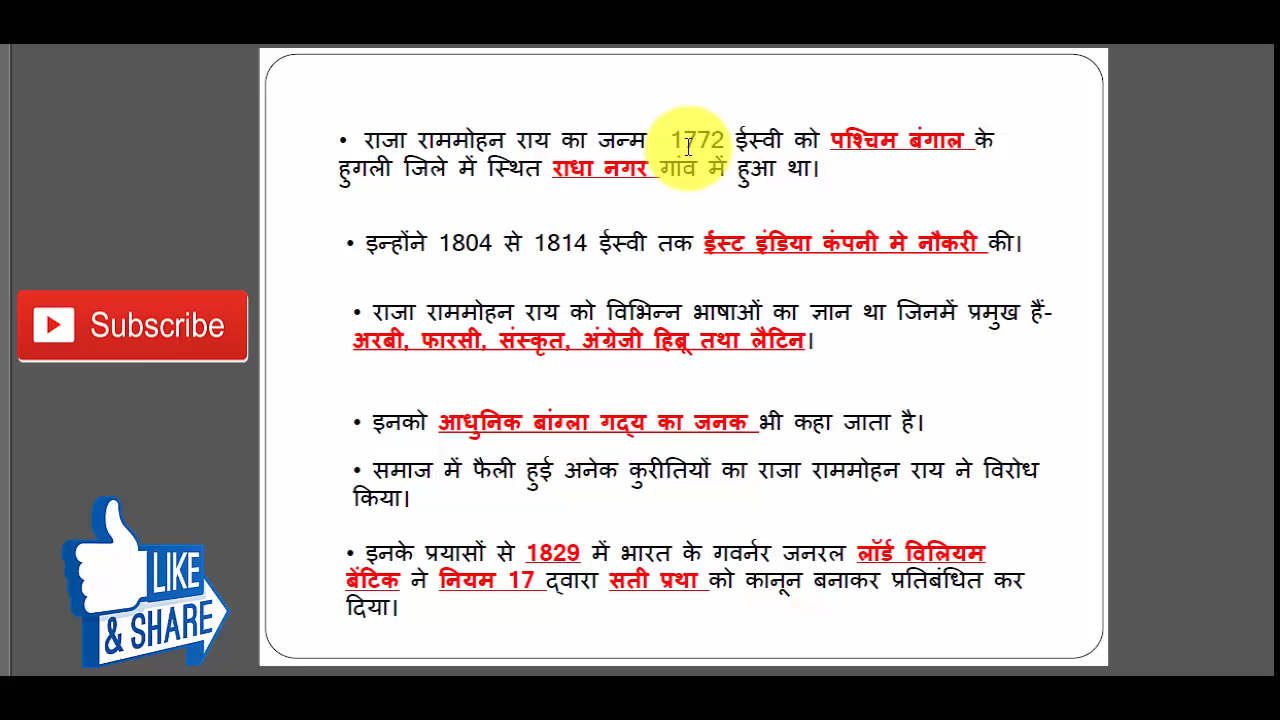 • राजा राममोहन राय का जन्म 1772 ईस्वी को पश्चिम बंगाल के
हुगली जिले में स्थित राधा नगर गांव में हुआ था।
• इन्होंने 1804 से 1814 ईस्वी तक ईस्ट इंडिया कंपनी मे नौकरी की।
• राजा राममोहन राय को विभिन्न भाषाओं का ज्ञान था जिनमें प्रमुख हैं-
अरबी, फारसी, संस्कृत, अंग्रेजी हिब्रू तथा लैटिन।
• इनको आधुनिक बांग्ला गद्य का जनक भी कहा जाता है।
• समाज में फैली हुई अनेक कुरीतियों का राजा राममोहन राय ने विरोध
किया।
• इनके प्रयासों से 1829 में भारत के गवर्नर जनरल लॉर्ड विलियम
बेंटिक ने नियम 17 द्वारा सती प्रथा को कानून बनाकर प्रतिबंधित कर
दिया।
Subscribe
LIKE
& SHARE